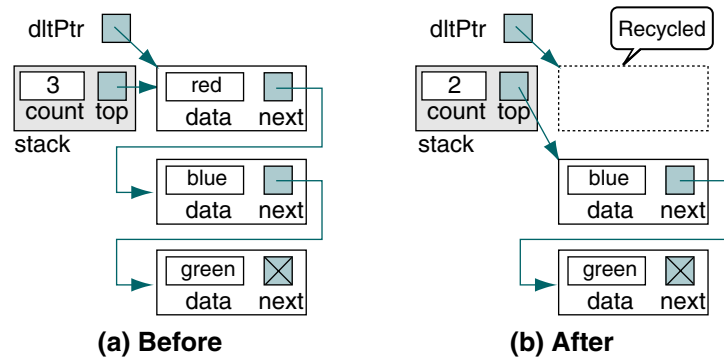 dltPtr
3
count top
stack
red
data next
blue
data next
green
data next
(a) Before
dltPtr
Recycled
2
count top
stack
blue
data next
green
data next
(b) After